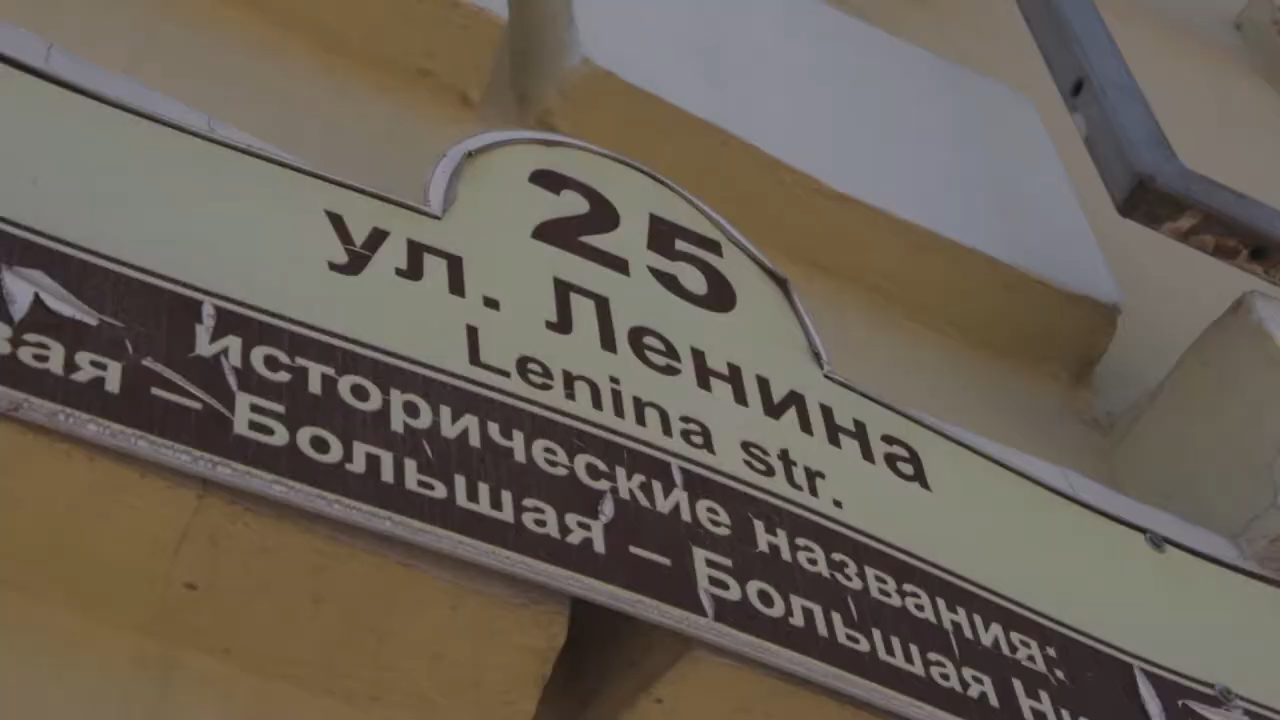 25
ул. Ленина
Lenina str.
исторические названия:
– Большая – Большая